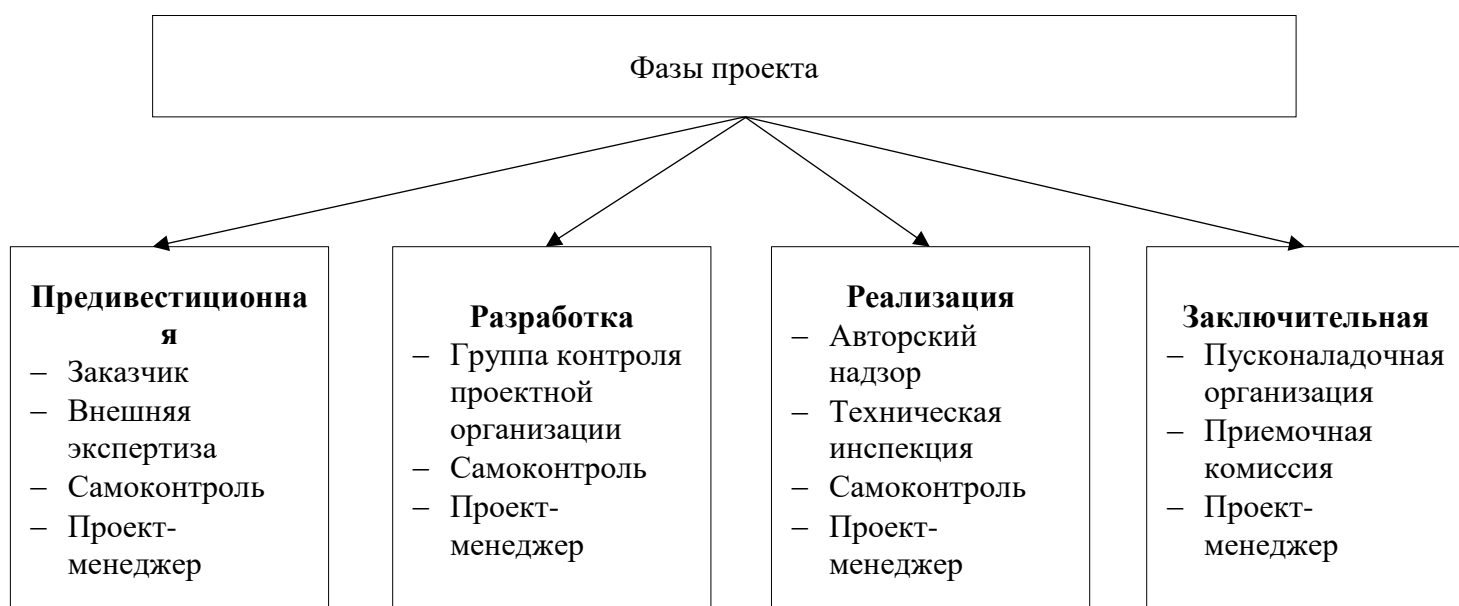 Фазы проекта
Предивестиционна
я
– Заказчик
– Внешняя
экспертиза
– Самоконтроль
– Проект-
менеджер
Разработка
– Группа контроля
проектной
организации
– Самоконтроль
– Проект-
менеджер
Реализация
– Авторский
надзор
– Техническая
инспекция
– Самоконтроль
– Проект-
менеджер
Заключительная
– Пусконаладочная
организация
– Приемочная
комиссия
– Проект-
менеджер